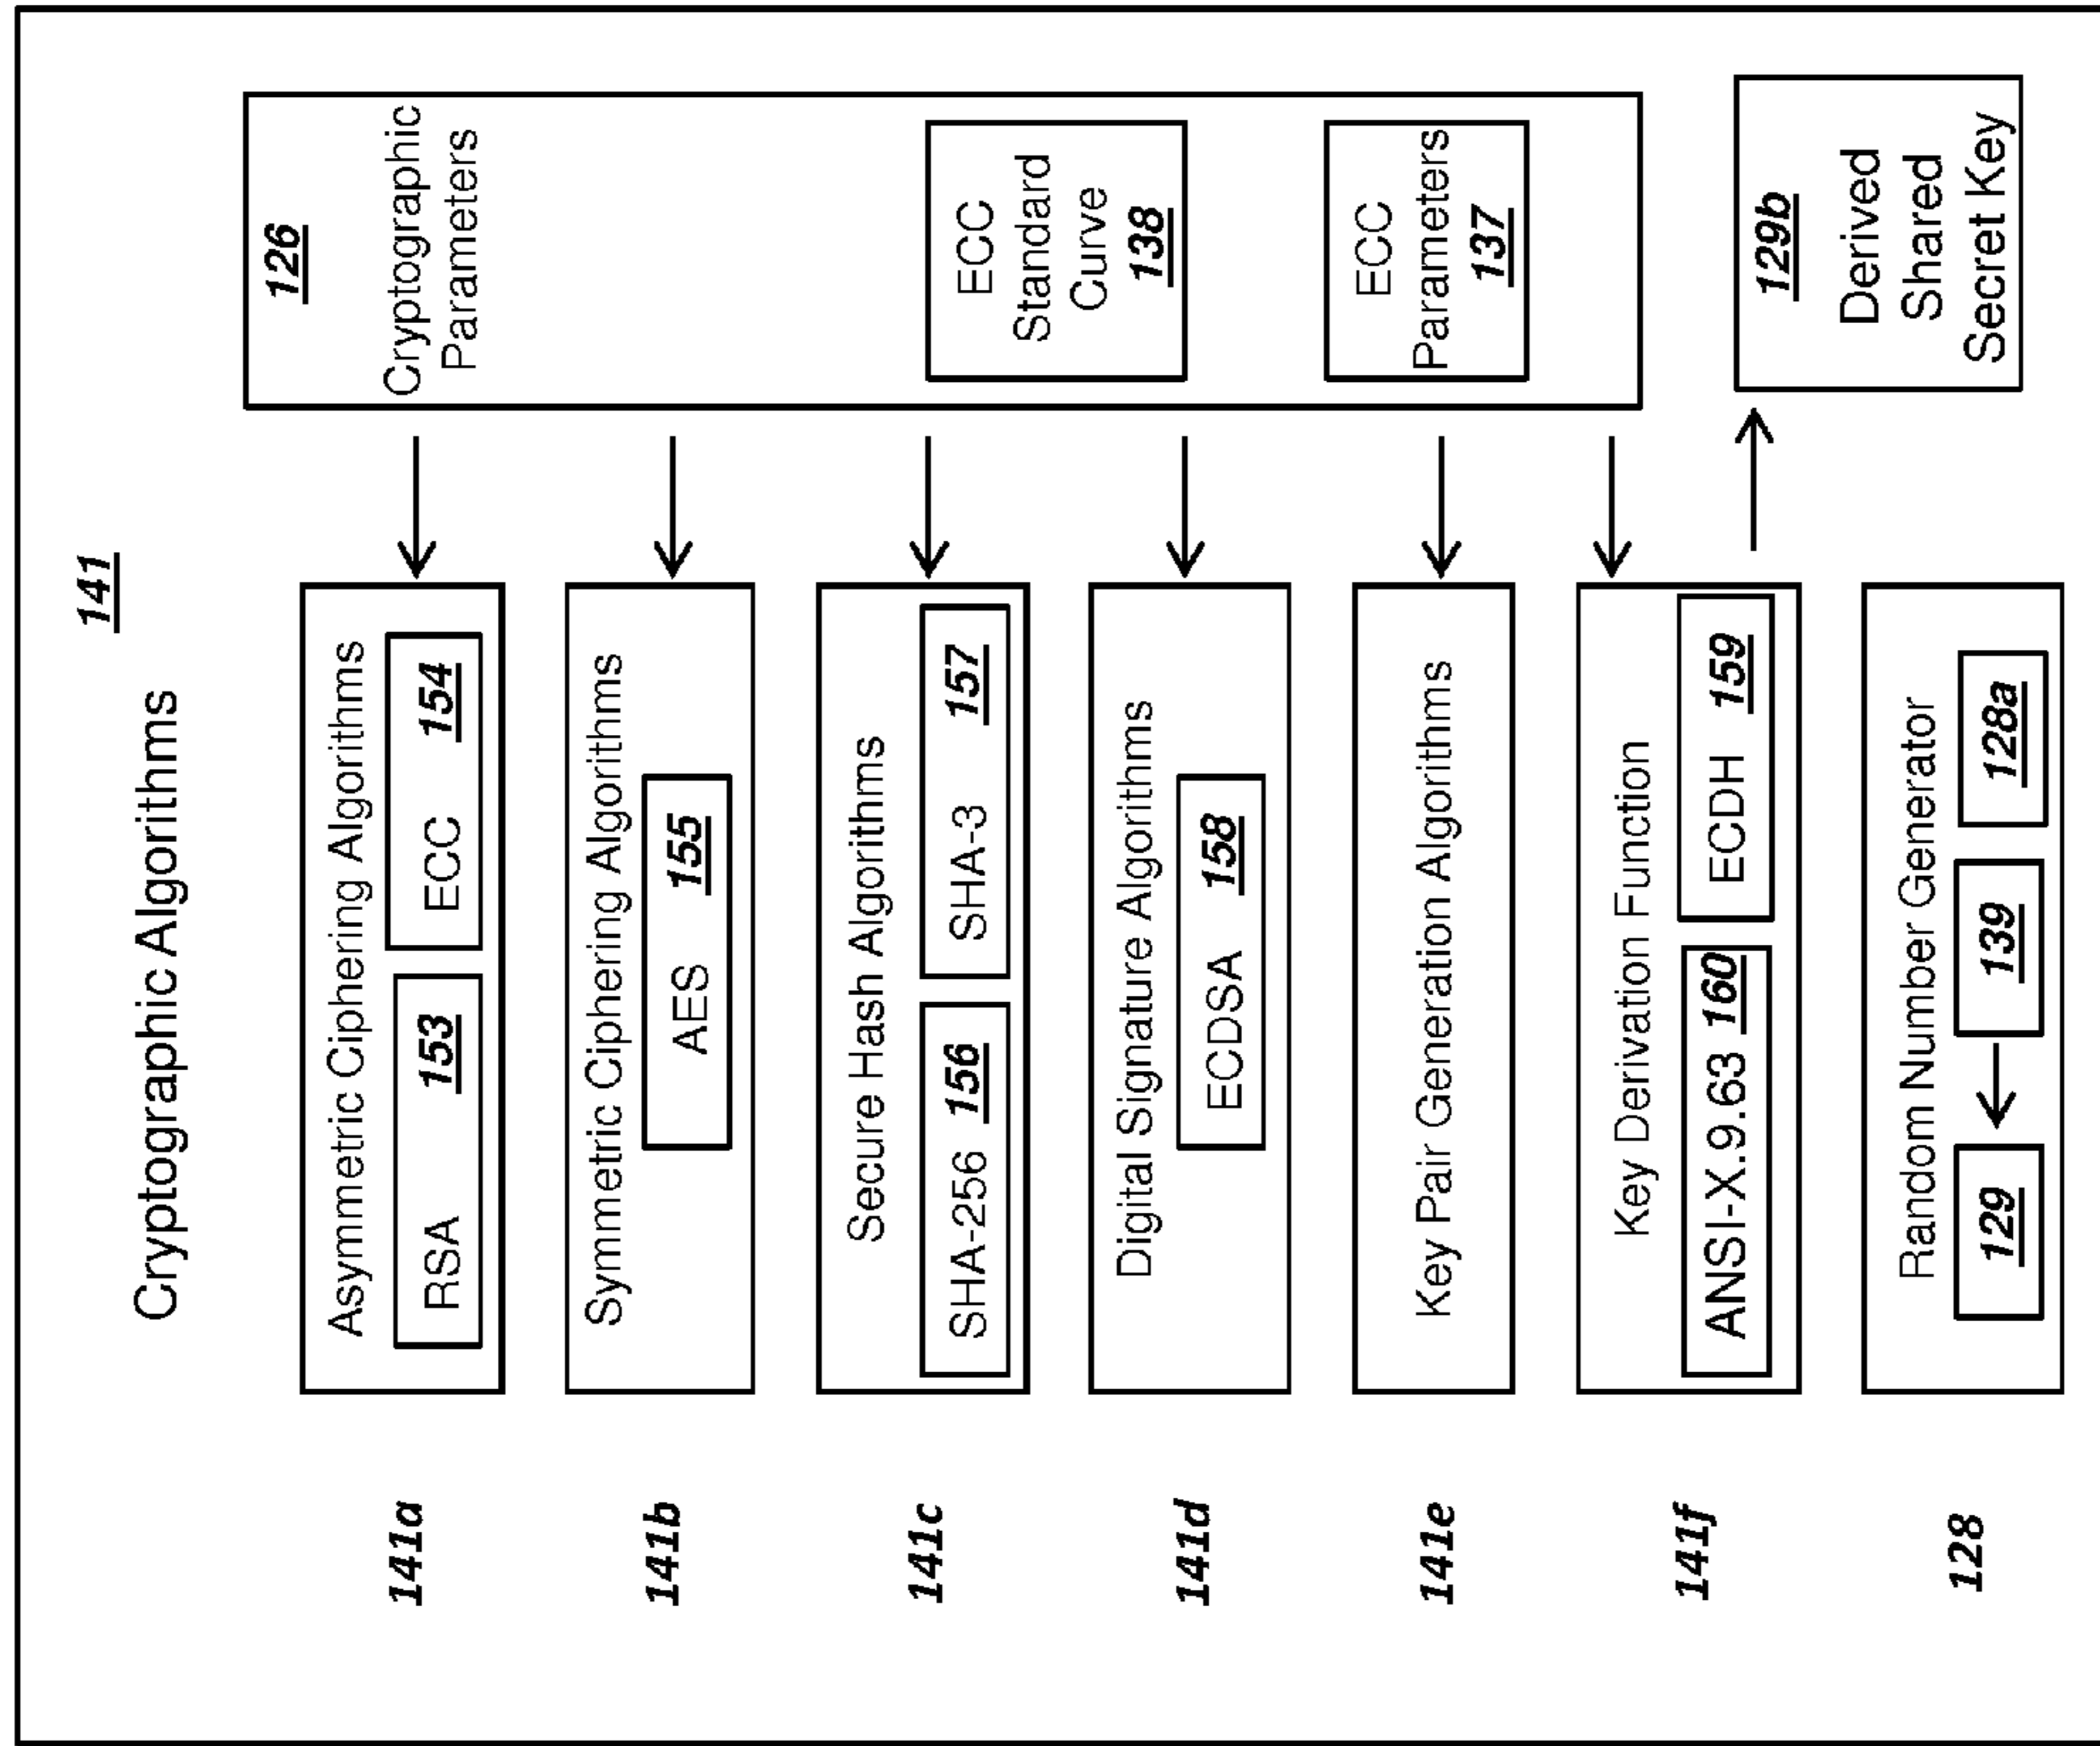 141
Cryptographic Algorithms
141a
Asymmetric Ciphering Algorithms
RSA 153
ECC 154
141b
Symmetric Ciphering Algorithms
AES 155
141c
Secure Hash Algorithms
SHA-256 156
SHA-3 157
141d
Digital Signature Algorithms
ECDSA 158
141e
Key Pair Generation Algorithms
141f
Key Derivation Function
ANSI-X.9.63 160
ECDH 159
128
Random Number Generator
129
139
128a
126
Cryptographic
Parameters
ECC
Standard
Curve
138
ECC
Parameters
137
129b
Derived
Shared
Secret Key